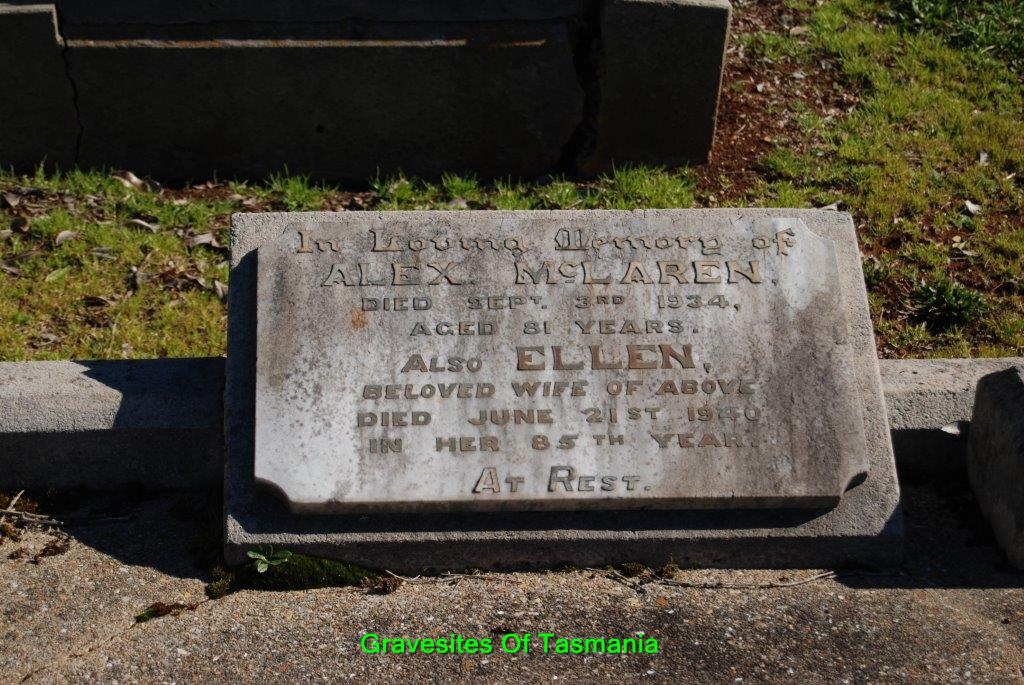 In Loving Memory of
ALEX. McLAREN,
DIED SEPT. 3RD 1934,
AGED 81 YEARS.
ALSO ELLEN,
BELOVED WIFE OF ABOVE
DIED JUNE 21ST 1940
IN HER 85TH YEAR.
AT REST.
Gravesites Of Tasmania